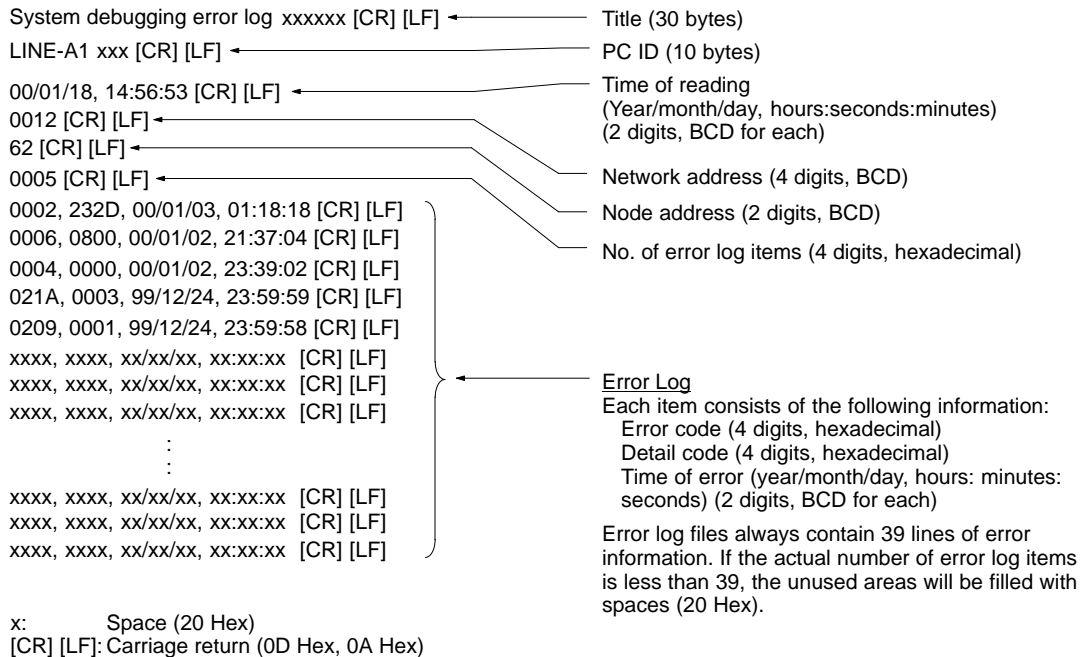 System debugging error log xxxxxx [CR] [LF]
Title (30 bytes)
LINE-A1 xxx [CR] [LF]
PC ID (10 bytes)
00/01/18, 14:56:53 [CR] [LF]
Time of reading
(Year/month/day, hours:seconds:minutes)
(2 digits, BCD for each)
0012 [CR] [LF]
62 [CR] [LF]
0005 [CR] [LF]
Network address (4 digits, BCD)
Node address (2 digits, BCD)
No. of error log items (4 digits, hexadecimal)
0002, 232D, 00/01/03, 01:18:18 [CR] [LF]
0006, 0800, 00/01/02, 21:37:04 [CR] [LF]
0004, 0000, 00/01/02, 23:39:02 [CR] [LF]
021A, 0003, 99/12/24, 23:59:59 [CR] [LF]
0209, 0001, 99/12/24, 23:59:58 [CR] [LF]
xxxx, xxxx, xx/xx/xx, xx:xx:xx [CR] [LF]
xxxx, xxxx, xx/xx/xx, xx:xx:xx [CR] [LF]
xxxx, xxxx, xx/xx/xx, xx:xx:xx [CR] [LF]
:
:
xxxx, xxxx, xx/xx/xx, xx:xx:xx [CR] [LF]
xxxx, xxxx, xx/xx/xx, xx:xx:xx [CR] [LF]
xxxx, xxxx, xx/xx/xx, xx:xx:xx [CR] [LF]
Error Log
Each item consists of the following information:
Error code (4 digits, hexadecimal)
Detail code (4 digits, hexadecimal)
Time of error (year/month/day, hours: minutes:
seconds) (2 digits, BCD for each)
Error log files always contain 39 lines of error
information. If the actual number of error log items
is less than 39, the unused areas will be filled with
spaces (20 Hex).
x: Space (20 Hex)
[CR] [LF]: Carriage return (0D Hex, 0A Hex)